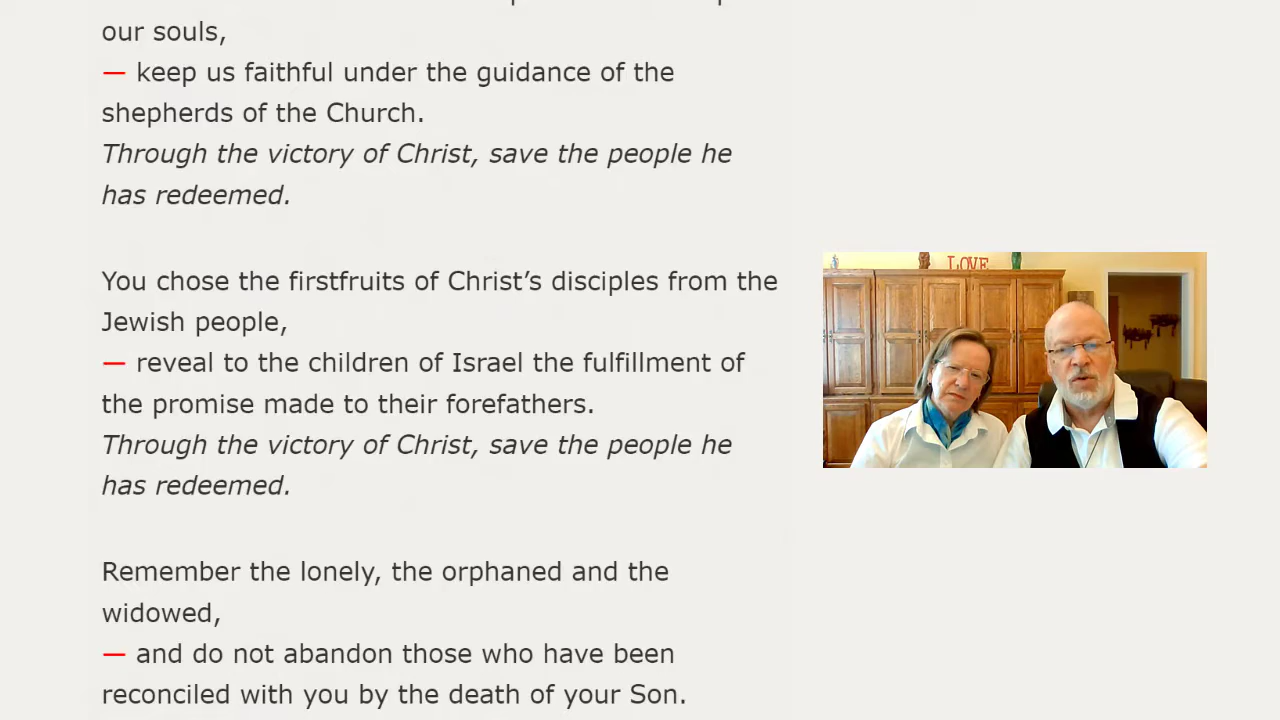 our souls,
— keep us faithful under the guidance of the
shepherds of the Church.
Through the victory of Christ, save the people he
has redeemed.
You chose the firstfruits of Christ’s disciples from the
Jewish people,
— reveal to the children of Israel the fulfillment of
the promise made to their forefathers.
Through the victory of Christ, save the people he
has redeemed.
Remember the lonely, the orphaned and the
widowed,
— and do not abandon those who have been
reconciled with you by the death of your Son.
LOVE